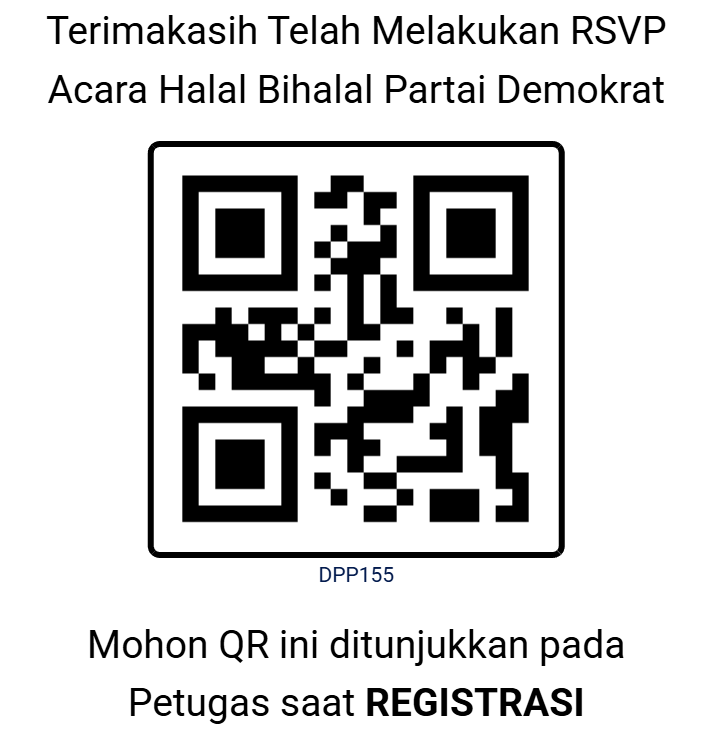 Terimakasih Telah Melakukan RSVP
Acara Halal Bihalal Partai Demokrat
DPP155
Mohon QR ini ditunjukkan pada
Petugas saat REGISTRASI